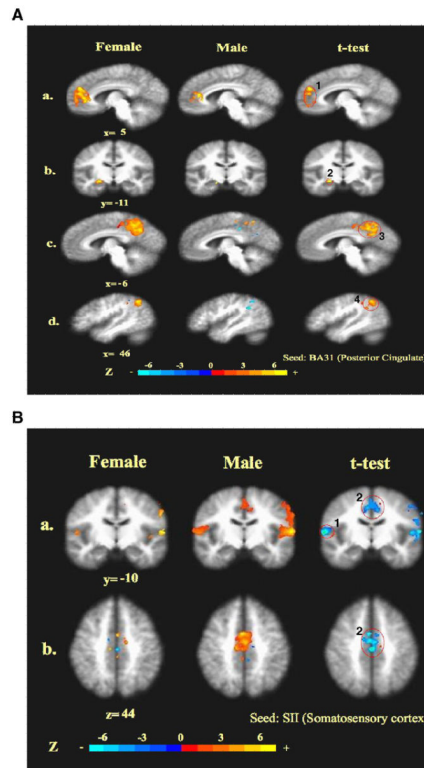 A
Female Male t-test
a. 1
x= 5
b. 2
y= -11
c. 3
x= -6
d. 4
x= 46
Seed: BA31 (Posterior Cingulate)
Z - -6 -3 0 3 6 +
B
Female Male t-test
a. 1 2
y= -10
b. 2
z= 44
Seed: SII (Somatosensory cortex
Z - -6 -3 0 3 6 +